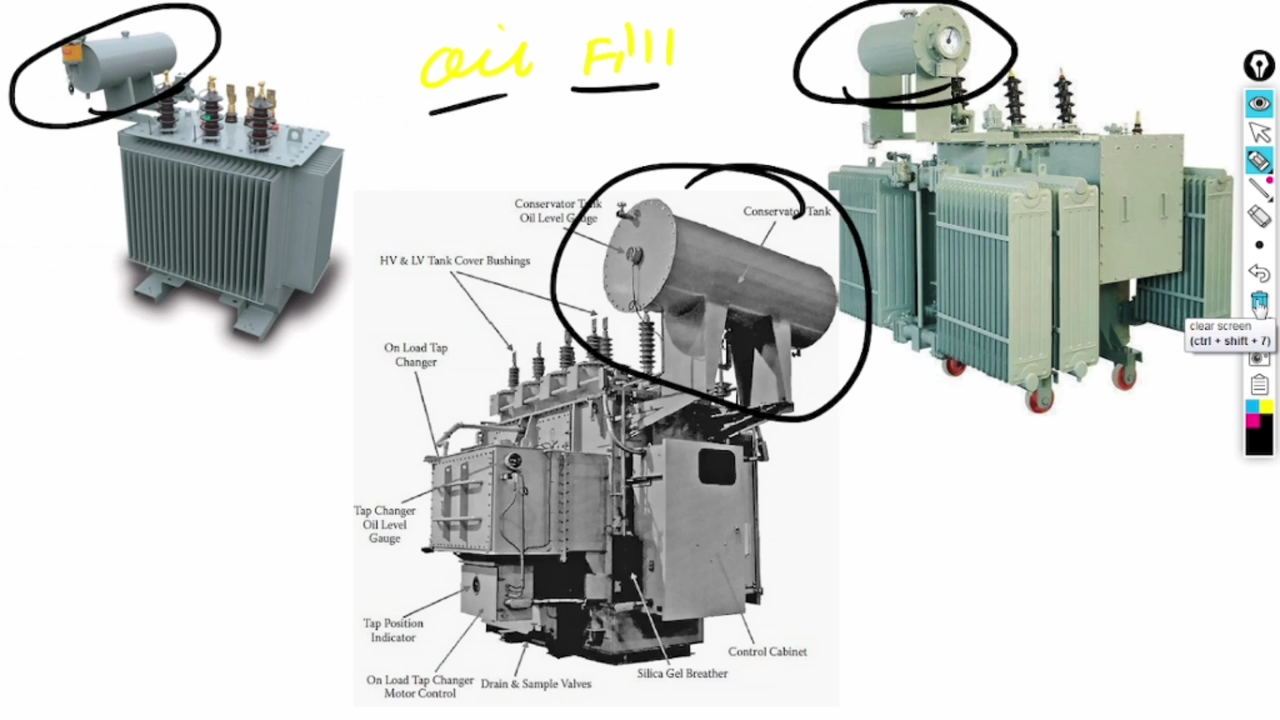 oil Fill
Conservator Tank
Oil Level Gauge
Conservator Tank
HV & LV Tank Cover Bushings
On Load Tap
Changer
clear screen
(ctrl + shift + 7)
Tap Changer
Oil Level
Gauge
Tap Position
Indicator
Control Cabinet
Silica Gel Breather
On Load Tap Changer
Motor Control
Drain & Sample Valves